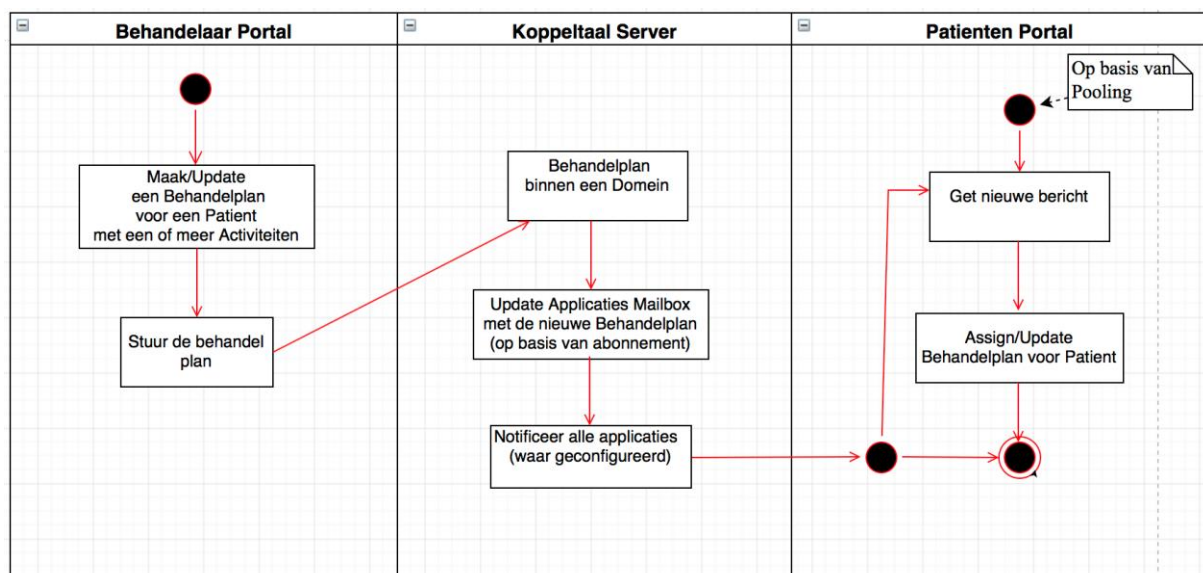 Behandelaar Portal
Koppeltaal Server
Patienten Portal
Maak/Update
een Behandelplan
voor een Patient
met een of meer Activiteiten
Stuur de behandel
plan
Behandelplan
binnen een Domein
Update Applicaties Mailbox
met de nieuwe Behandelplan
(op basis van abonnement)
Notificeer alle applicaties
(waar geconfigureerd)
Op basis van
Pooling
Get nieuwe bericht
Assign/Update
Behandelplan voor Patient